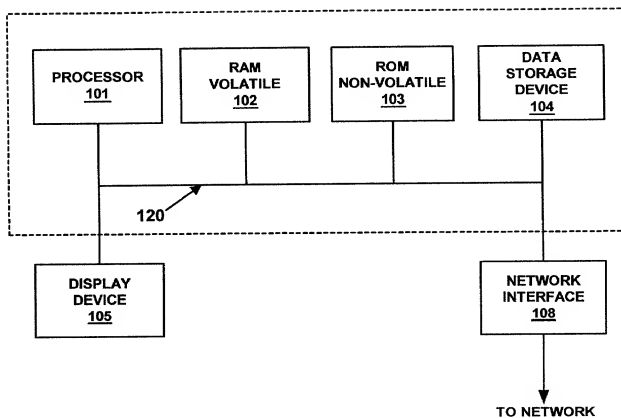 PROCESSOR
101
RAM
VOLATILE
102
ROM
NON-VOLATILE
103
DATA
STORAGE
DEVICE
104
120
DISPLAY
DEVICE
105
NETWORK
INTERFACE
108
TO NETWORK